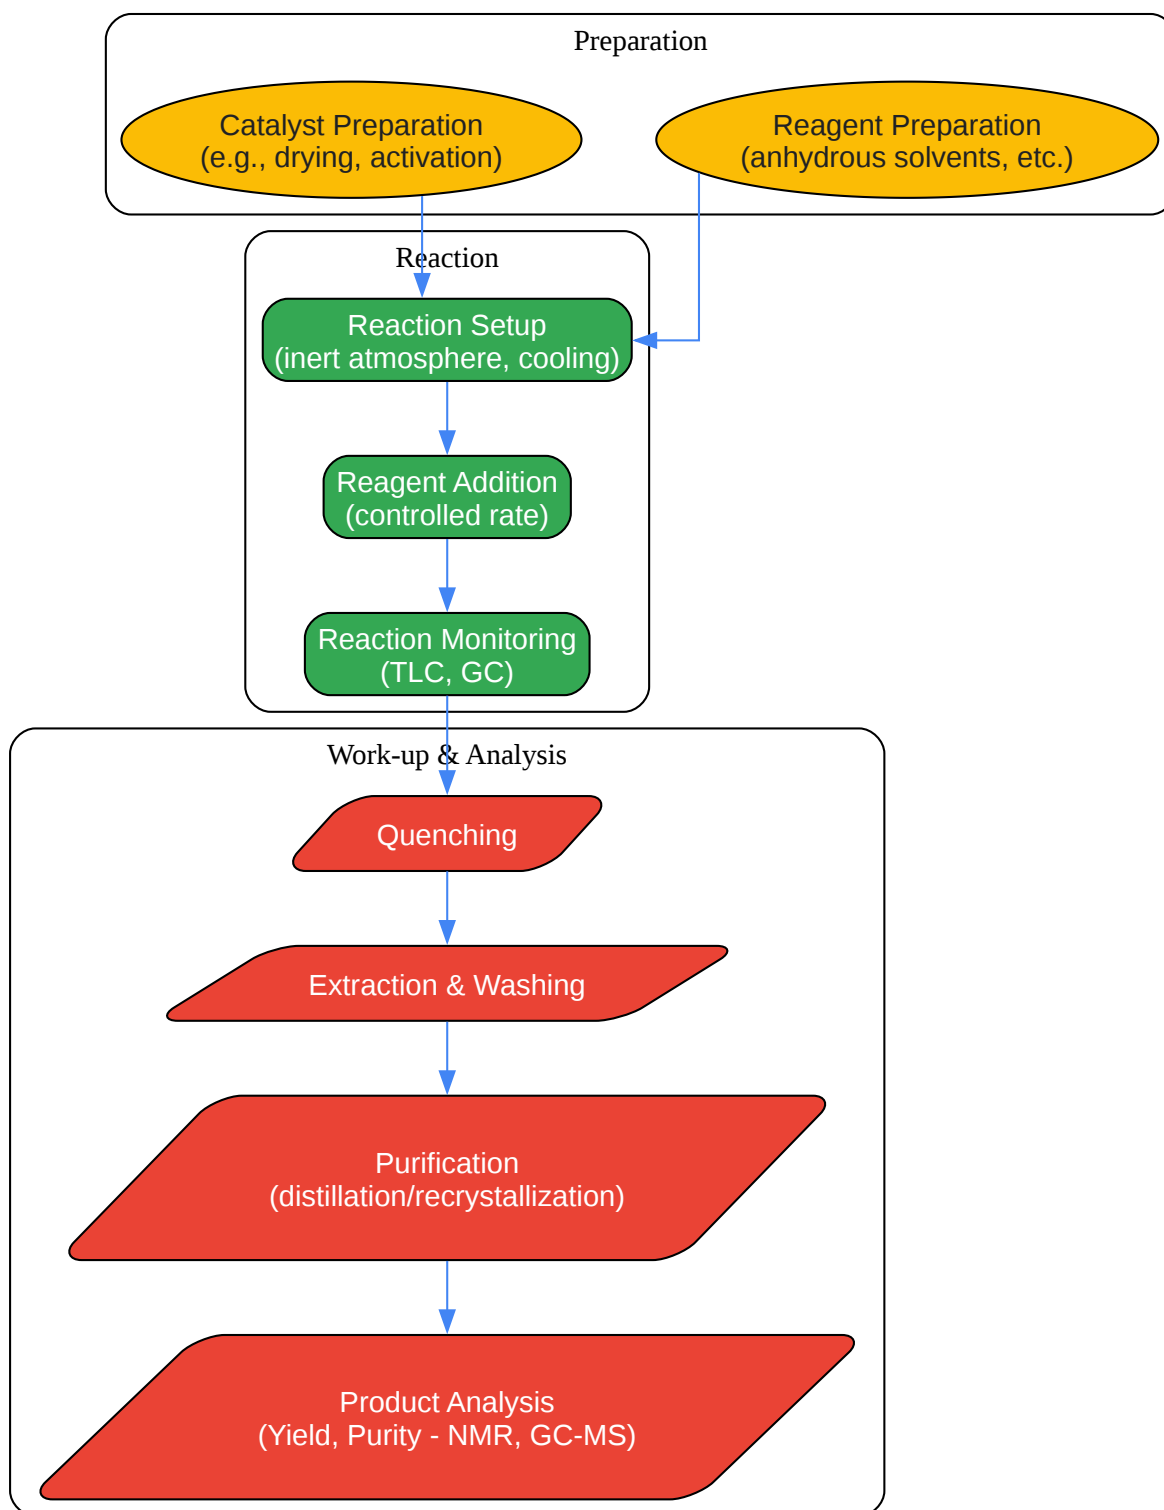 Preparation
Catalyst Preparation
(e.g., drying, activation)
Reagent Preparation
(anhydrous solvents, etc.)
Reaction
Reaction Setup
(inert atmosphere, cooling)
Reagent Addition
(controlled rate)
Reaction Monitoring
(TLC, GC)
Work-up & Analysis
Quenching
Extraction & Washing
Purification
(distillation/recrystallization)
Product Analysis
(Yield, Purity - NMR, GC-MS)